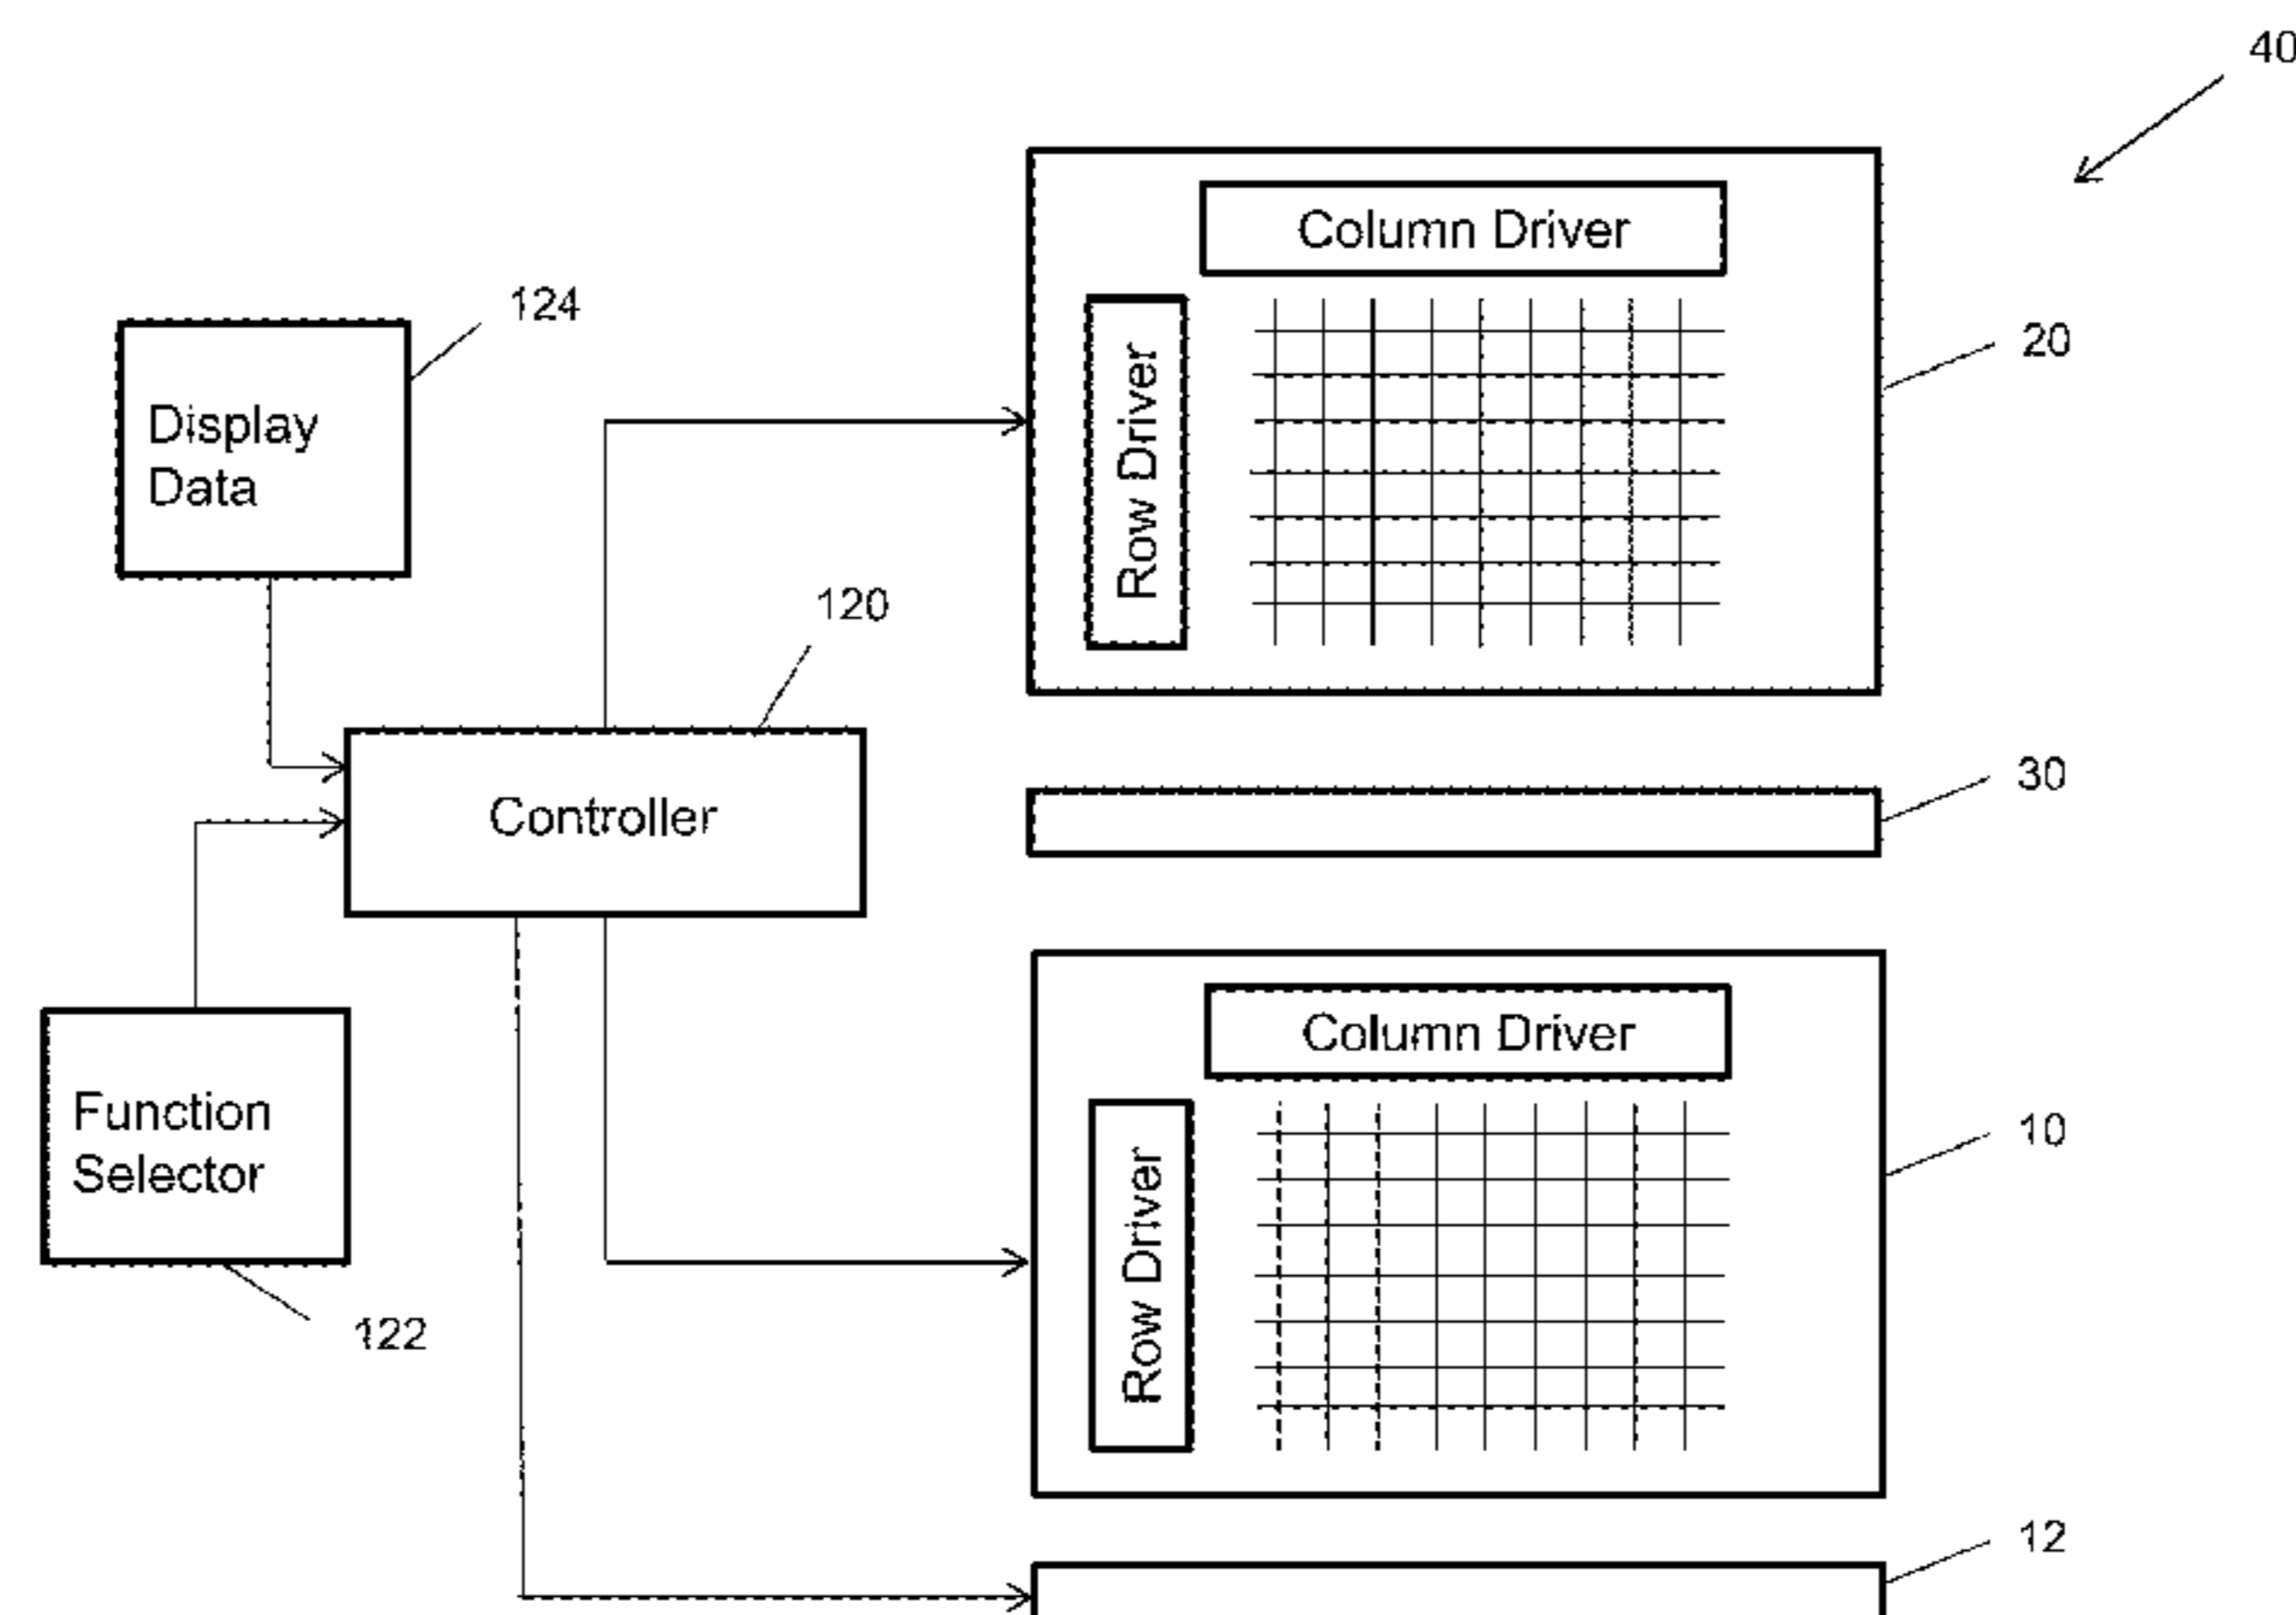 40
Column Driver
124
20
Display
Data
Row Driver
120
30
Controller
Column Driver
10
Function
Selector
Row Driver
122
12